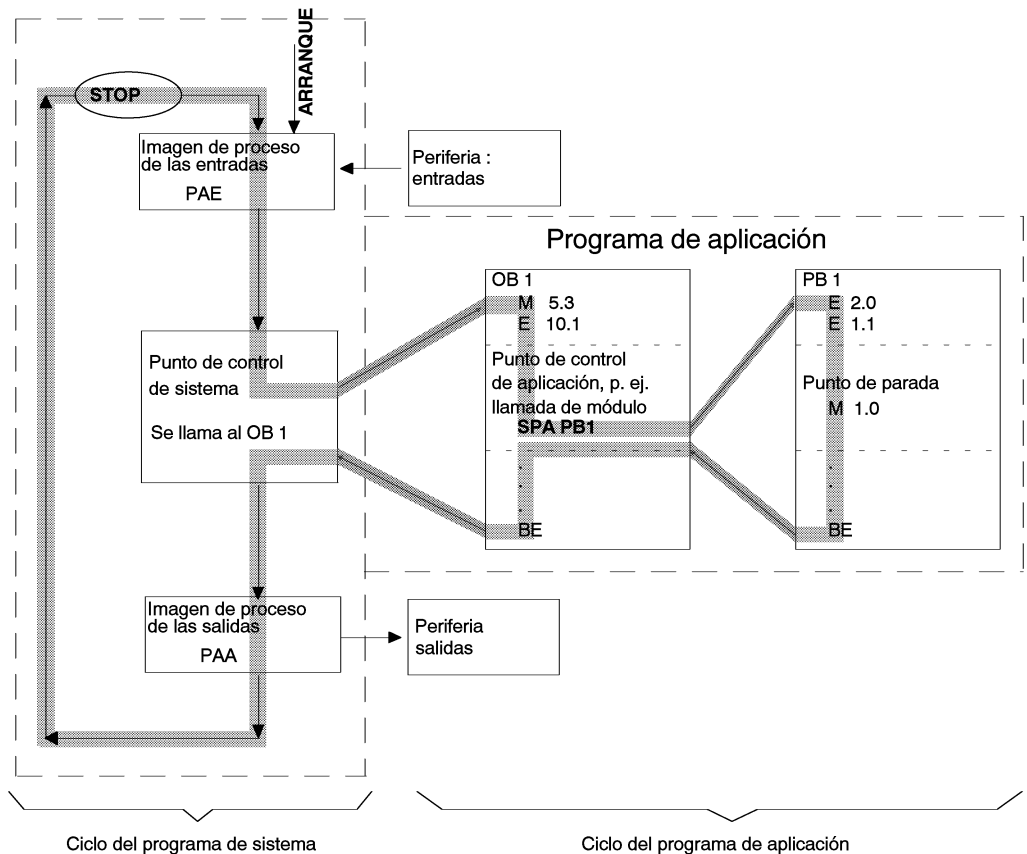 ARRANQUE
STOP
Imagen de proceso
de las entradas
PAE
Periferia :
entradas
Programa de aplicación
OB 1
M 5.3
E 10.1
Punto de control
de aplicación, p. ej.
llamada de módulo
SPA PB1
.
.
.
BE
PB 1
E 2.0
E 1.1
Punto de parada
M 1.0
.
.
.
BE
Punto de control
de sistema
Se llama al OB 1
Imagen de proceso
de las salidas
PAA
Periferia
salidas
Ciclo del programa de sistema
Ciclo del programa de aplicación